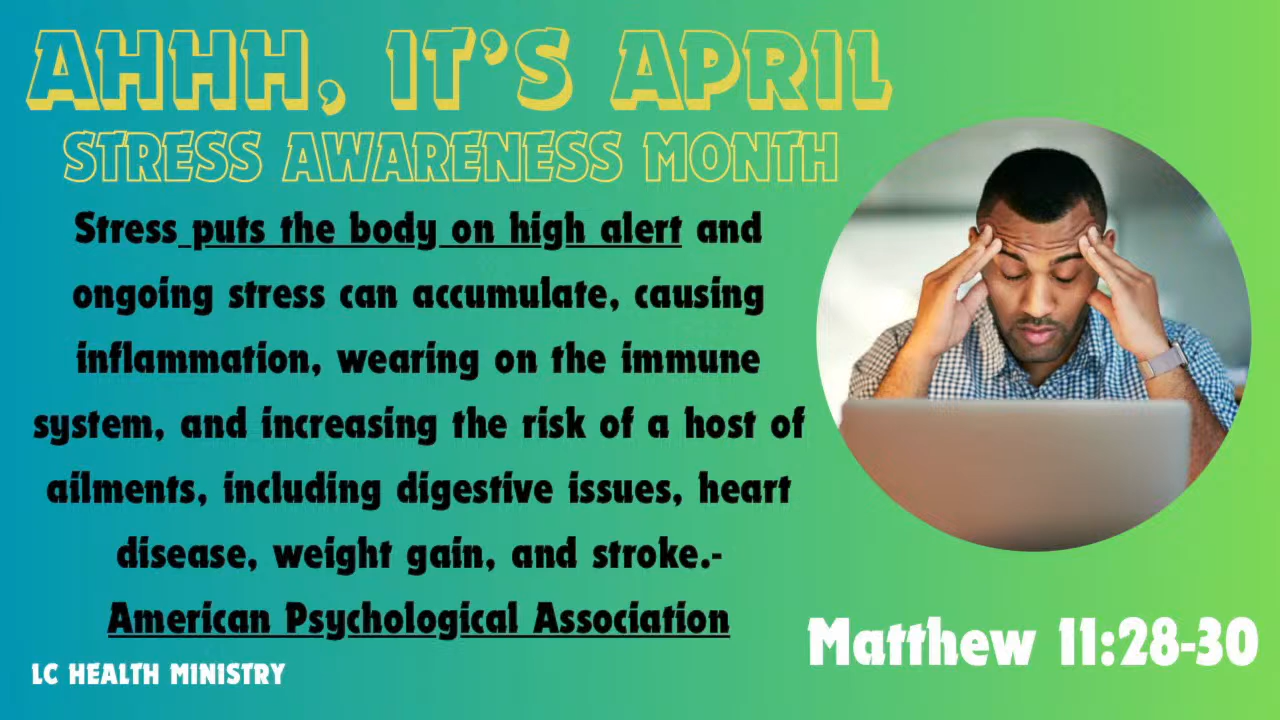 AHHH, IT'S APRIL
STRESS AWARENESS MONTH
Stress puts the body on high alert and
ongoing stress can accumulate, causing
inflammation, wearing on the immune
system, and increasing the risk of a host of
ailments, including digestive issues, heart
disease, weight gain, and stroke.-
American Psychological Association
LC HEALTH MINISTRY
Matthew 11:28-30